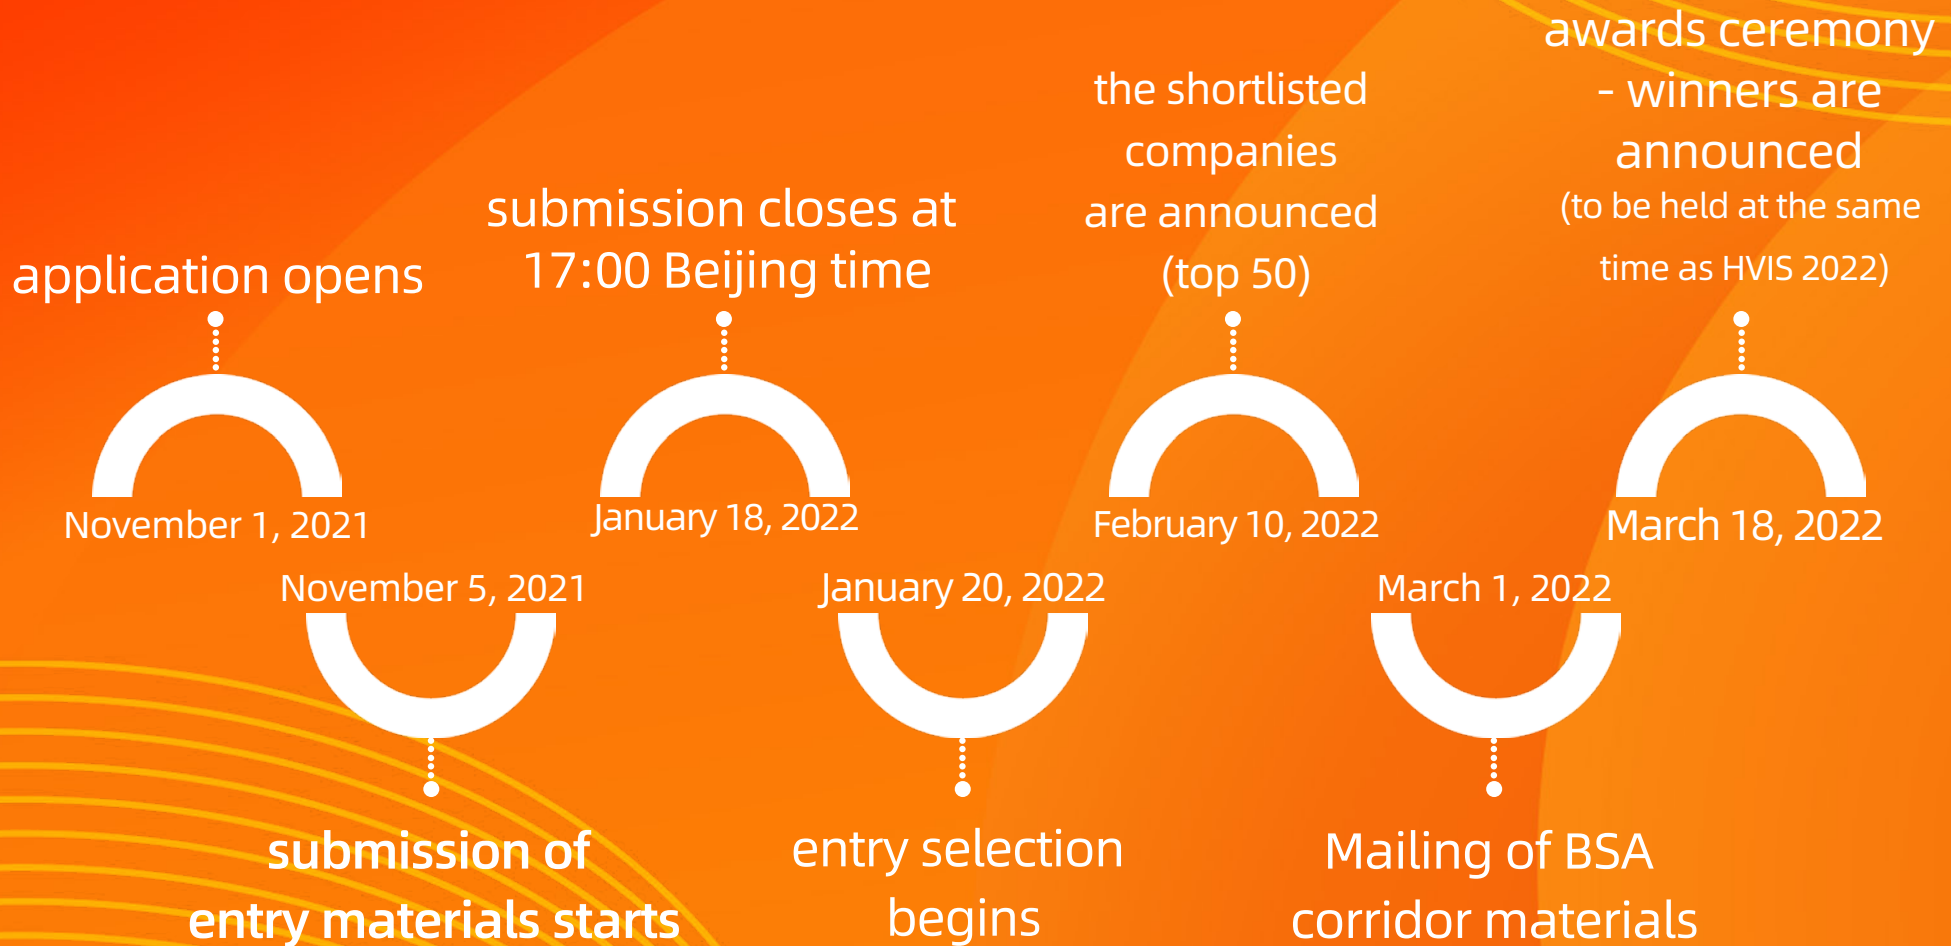 application opens
November 1, 2021
November 5, 2021
submission of
entry materials starts
submission closes at
17:00 Beijing time
January 18, 2022
January 20, 2022
entry selection
begins
the shortlisted
companies
are announced
(top 50)
February 10, 2022
March 1, 2022
Mailing of BSA
corridor materials
awards ceremony
- winners are
announced
(to be held at the same
time as HVIS 2022)
March 18, 2022